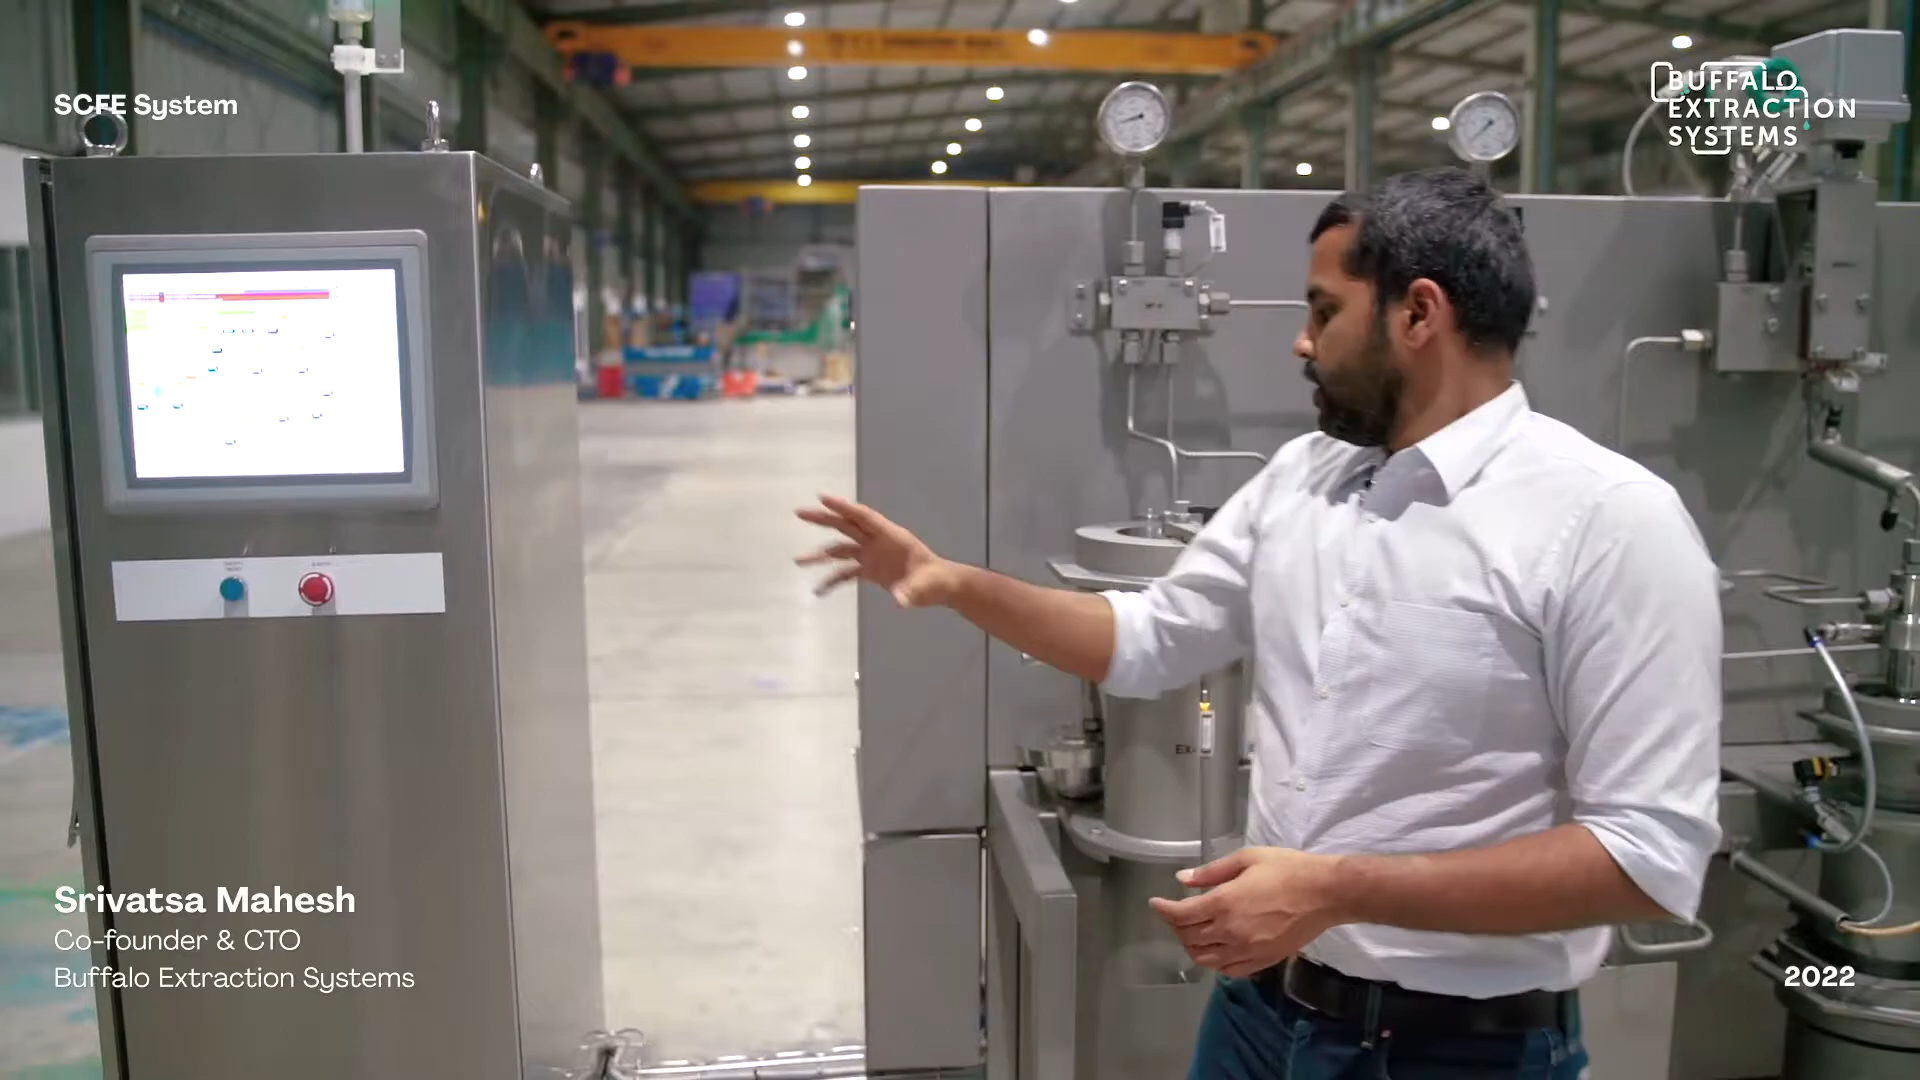 SCFE System
BUFFALO
EXTRACTION
SYSTEMS
Srivatsa Mahesh
Co-founder & CTO
Buffalo Extraction Systems
2022